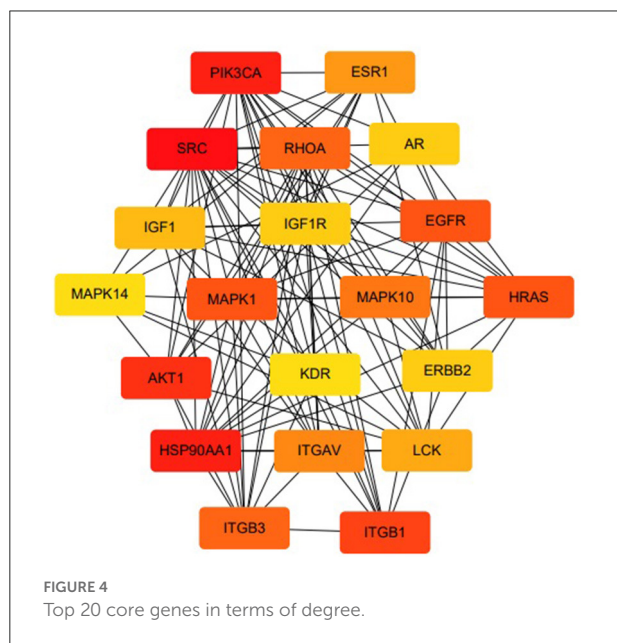 PIK3CA
ESR1
SRC
RHOA
AR
IGF1
IGF1R
EGFR
MAPK14
MAPK1
MAPK10
HRAS
AKT1
KDR
ERBB2
HSP90AA1
ITGAV
LCK
ITGB3
ITGB1
FIGURE 4
Top 20 core genes in terms of degree.